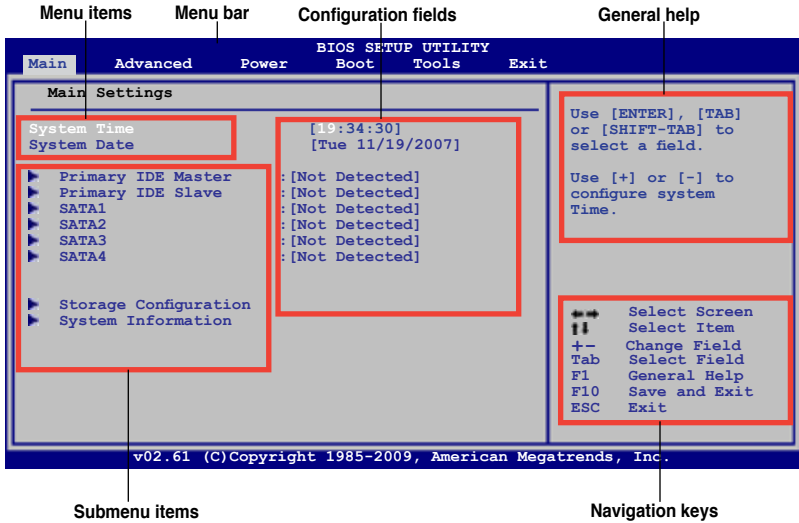 Menu items Menu bar Configuration fields General help
BIOS SETUP UTILITY
Main Advanced Power Boot Tools Exit
Main Settings
System Time [19:34:30]
System Date [Tue 11/19/2007]
Primary IDE Master :[Not Detected]
Primary IDE Slave :[Not Detected]
SATA1 :[Not Detected]
SATA2 :[Not Detected]
SATA3 :[Not Detected]
SATA4 :[Not Detected]
Storage Configuration
System Information
Use [ENTER], [TAB]
or [SHIFT-TAB] to
select a field.
Use [+] or [-] to
configure system
Time.
←→ Select Screen
↑↓ Select Item
+- Change Field
Tab Select Field
F1 General Help
F10 Save and Exit
ESC Exit
v02.61 (C)Copyright 1985-2009, American Megatrends, Inc.
Submenu items Navigation keys